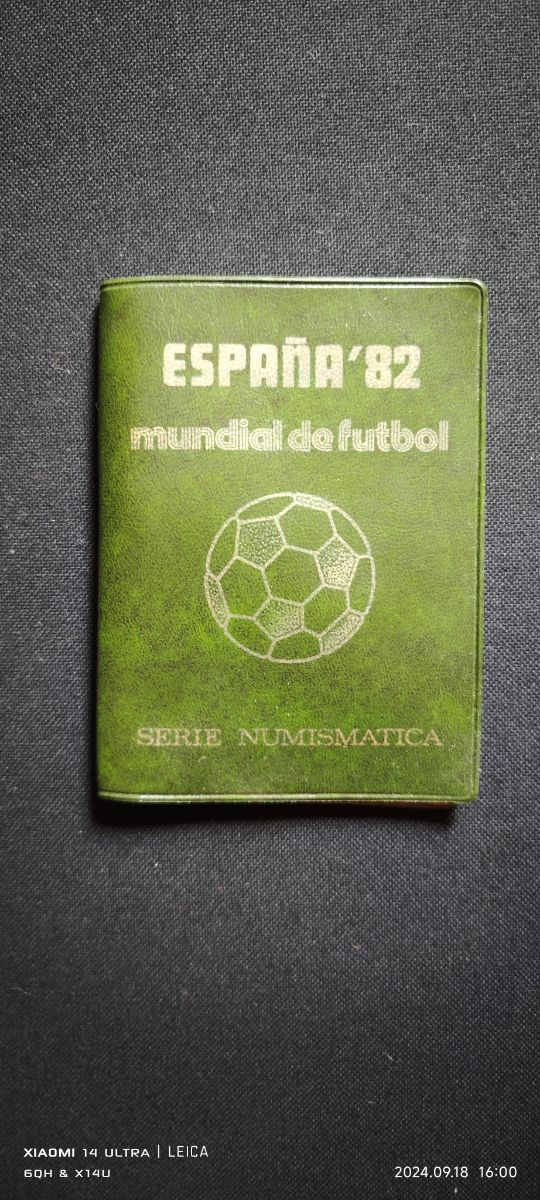 ESPAÑA'82
mundial de futbol
SERIE NUMISMATICA
XIAOMI 14 ULTRA | LEICA
6QH & X14U
2024.09.18 16:00